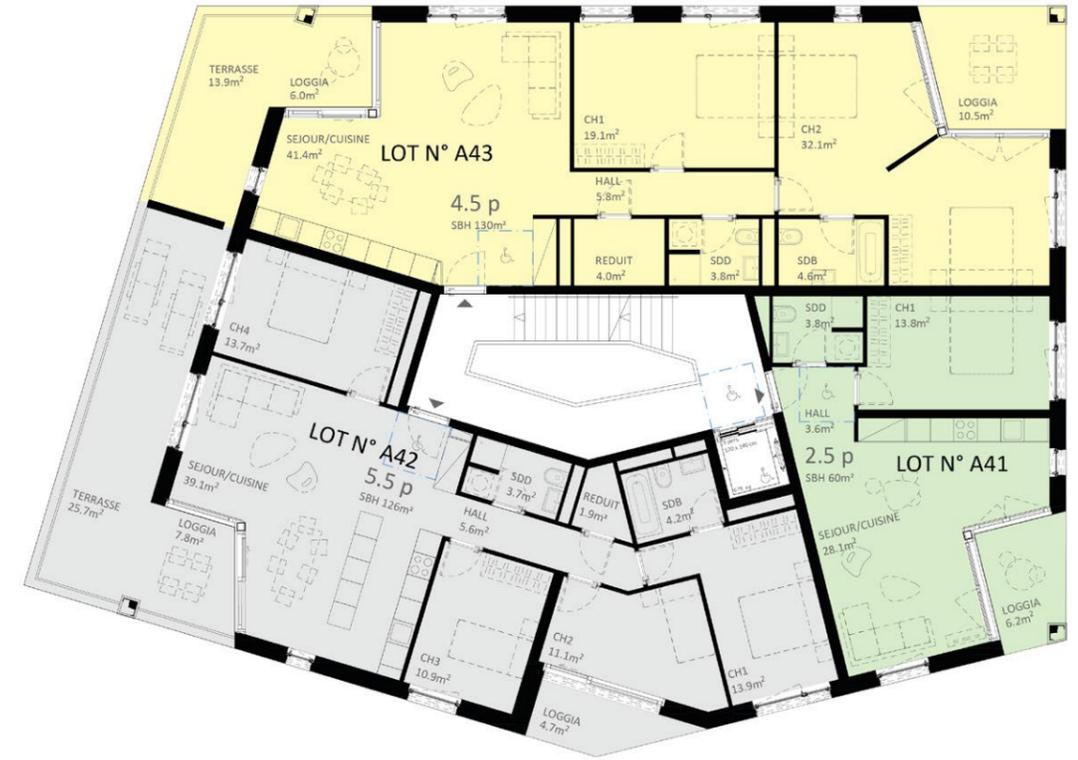 TERRASSE
13.9m²
LOGGIA
6.0m²
SEJOUR/CUISINE
41.4m²
LOT N° A43
4.5 p
SBH 130m²
CH1
19.1m²
HALL
5.8m²
REDUIT
4.0m²
SDD
3.8m²
CH2
32.1m²
SDB
4.6m²
LOGGIA
10.5m²
CH4
13.7m²
LOT N° A42
5.5 p
SBH 126m²
SEJOUR/CUISINE
39.1m²
TERRASSE
25.7m²
LOGGIA
7.8m²
SDD
3.7m²
HALL
5.6m²
REDUIT
1.9m²
SDB
4.2m²
CH3
10.9m²
CH2
11.1m²
CH1
13.9m²
LOGGIA
4.7m²
SDD
3.8m²
CH1
13.8m²
HALL
3.6m²
2.5 p
SBH 60m²
LOT N° A41
SEJOUR/CUISINE
28.1m²
LOGGIA
6.2m²